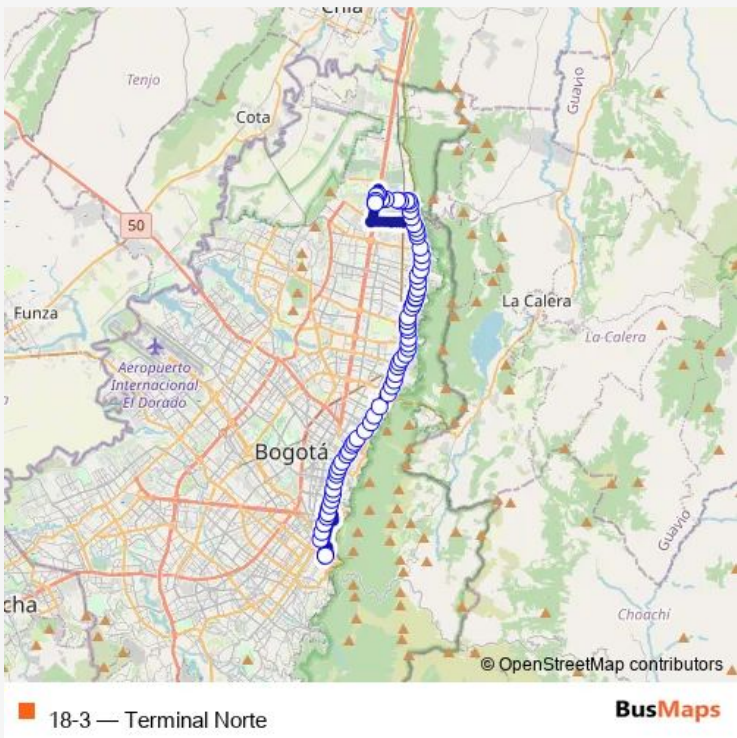 Chía
Tenjo
Cota
Guavio
50
Funza
La Calera
La-Calera
Aeropuerto
Internacional
El Dorado
Bogotá
Guavio
Choachí
cha
© OpenStreetMap contributors
18-3 — Terminal Norte
BusMaps